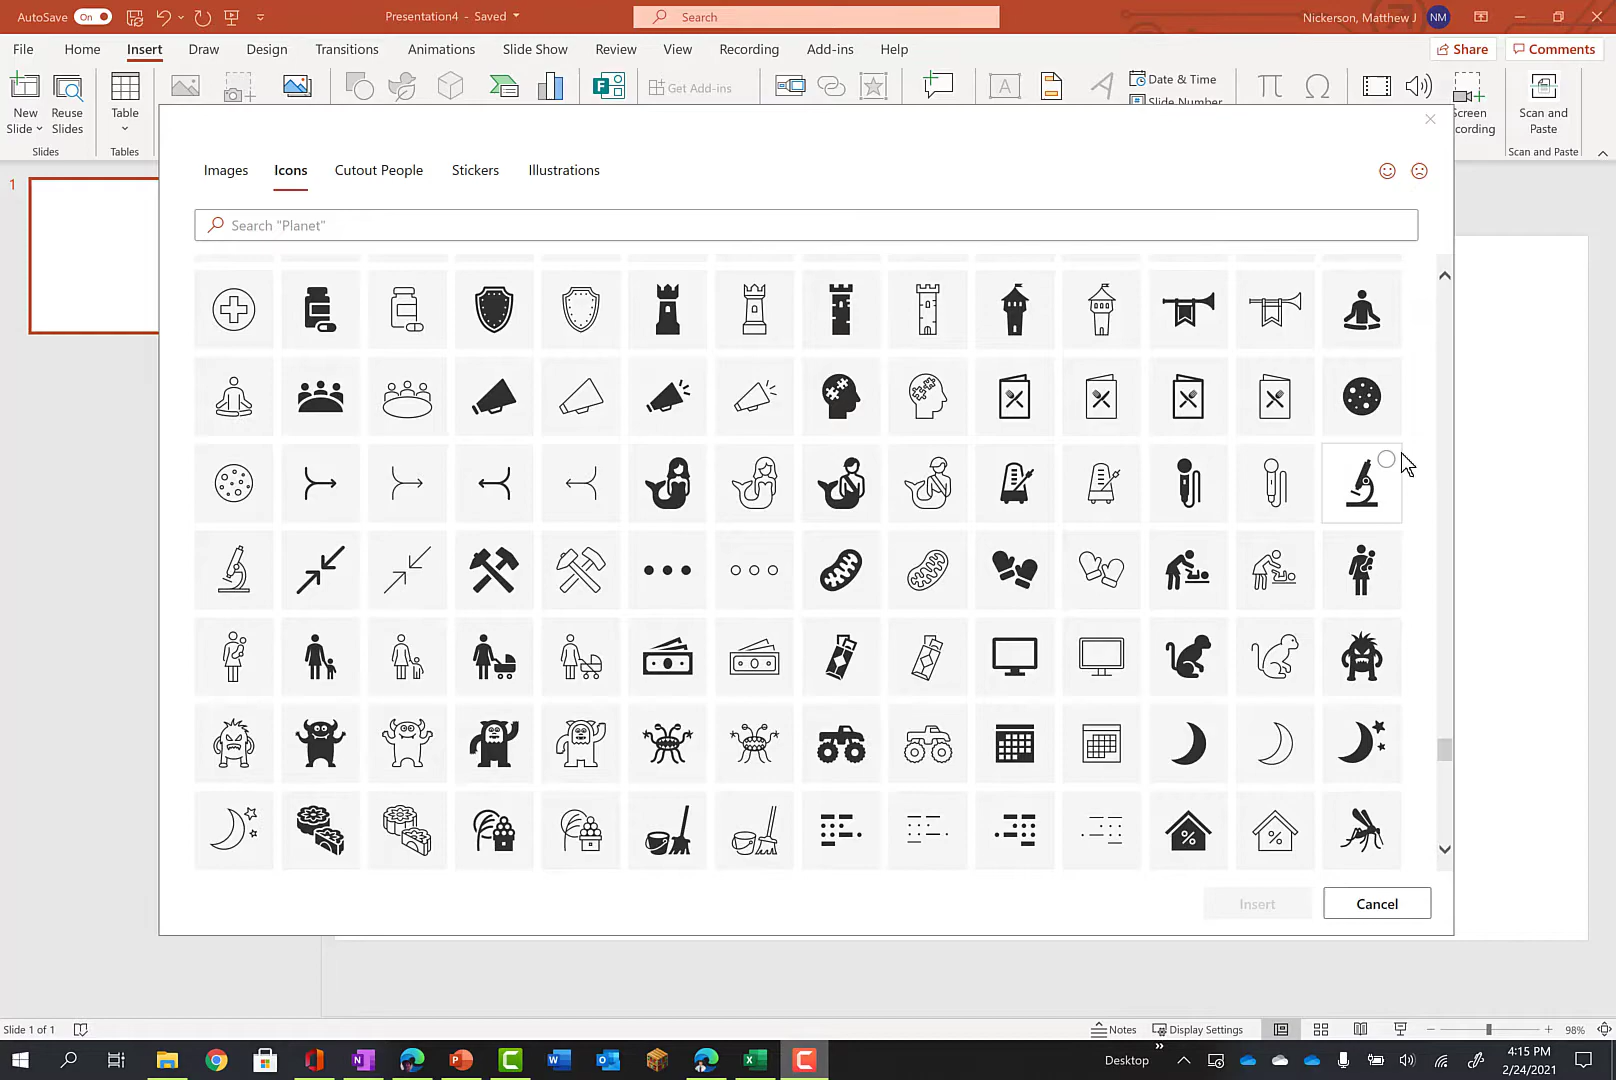 AutoSave On
Presentation4 - Saved
Search
Nickerson, Matthew J NM
File Home Insert Draw Design Transitions Animations Slide Show Review View Recording Add-ins Help Share Comments
New
Slide
Reuse
Slides
Slides
Table
Tables
Get Add-ins
Date & Time
Slide Number
Screen
cording
Scan and
Paste
Scan and Paste
Images Icons Cutout People Stickers Illustrations
Search "Planet"
1
%
%
Insert Cancel
Slide 1 of 1 Notes Display Settings 98%
Desktop
4:15 PM
2/24/2021